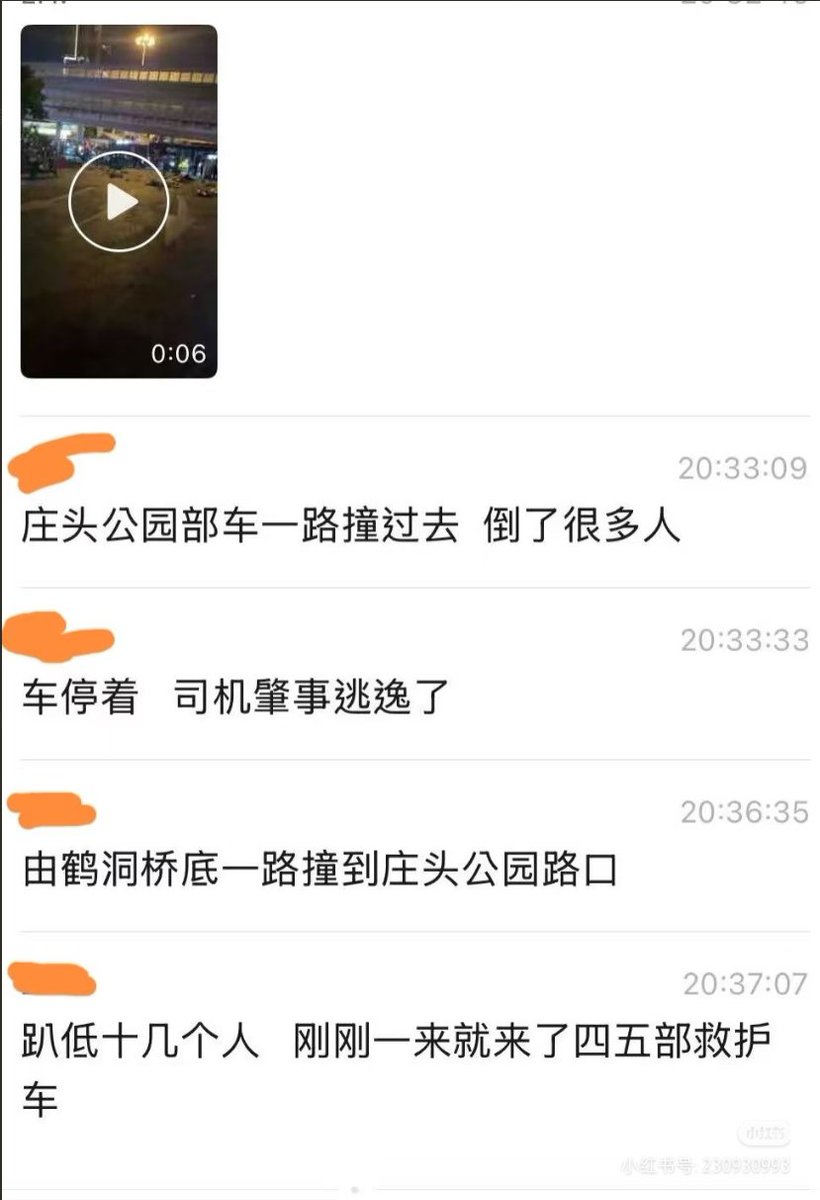 0:06
20:33:09
庄头公园部车一路撞过去 倒了很多人
20:33:33
车停着 司机肇事逃逸了
20:36:35
由鹤洞桥底一路撞到庄头公园路口
20:37:07
趴低十几个人 刚刚一来就来了四五部救护
车
小红书
小红书号: 230930993